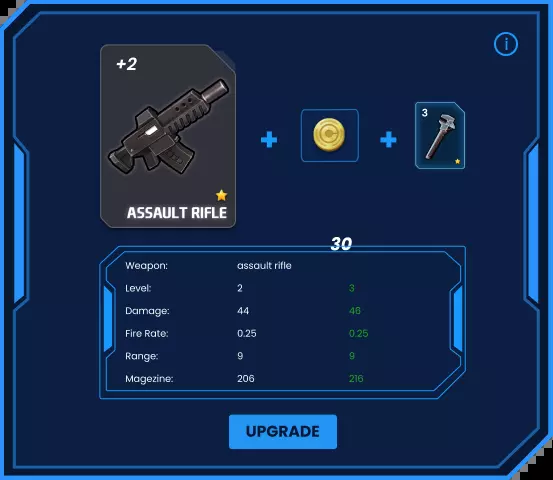 +2
3
ASSAULT RIFLE
30
Weapon: assault rifle
Level: 2 3
Damage: 44 46
Fire Rate: 0.25 0.25
Range: 9 9
Magezine: 206 216
UPGRADE